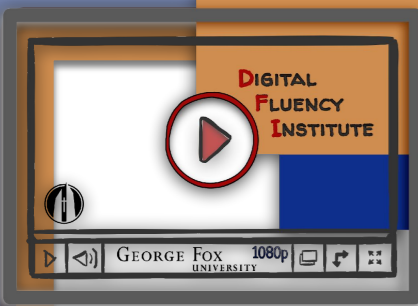 DIGITAL
FLUENCY
INSTITUTE
GEORGE FOX
UNIVERSITY
1080p